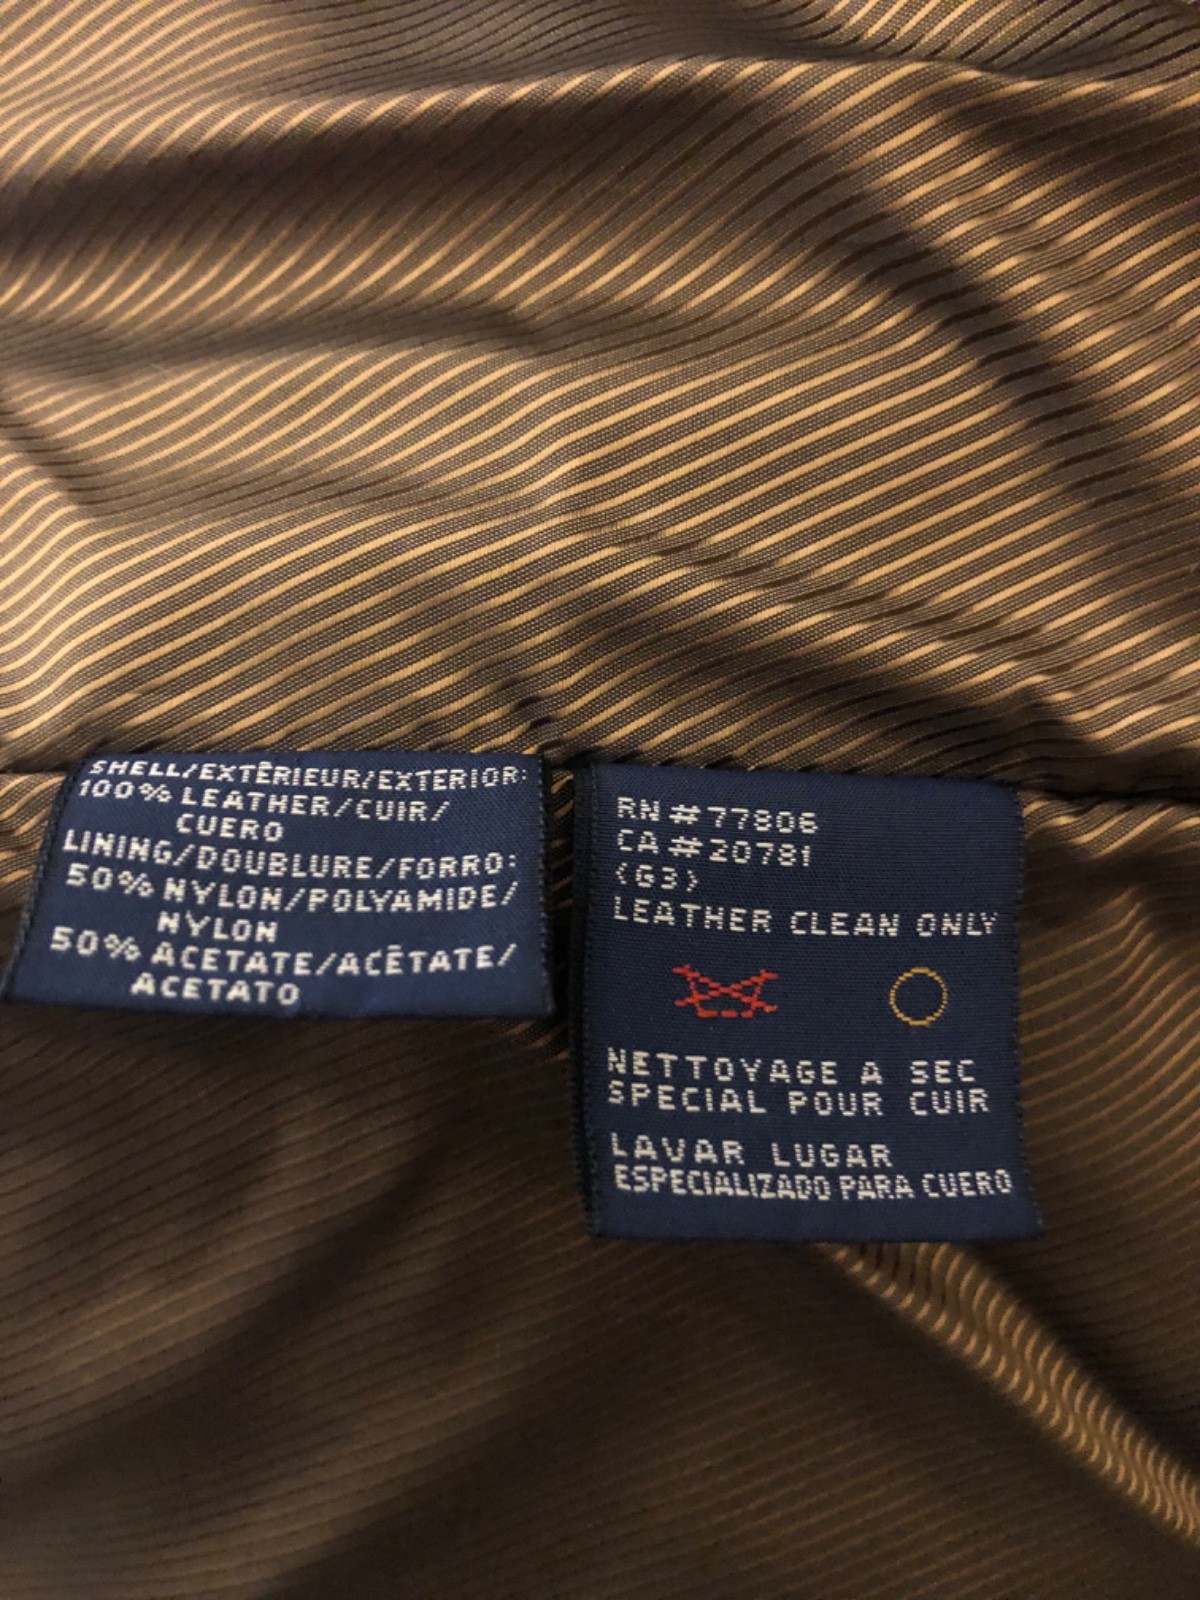 SHELL/EXTÊRIEUR/EXTERIOR:
100% LEATHER/CUIR/
CUERO
LINING/DOUBLURE/FORRO:
50% NYLON/POLYAMIDE/
NYLON
50% ACETATE/ACÊTATE/
ACETATO
RN # 77806
CA # 20781
(G3)
LEATHER CLEAN ONLY
NETTOYAGE A SEC
SPECIAL POUR CUIR
LAVAR LUGAR
ESPECIALIZADO PARA CUERO